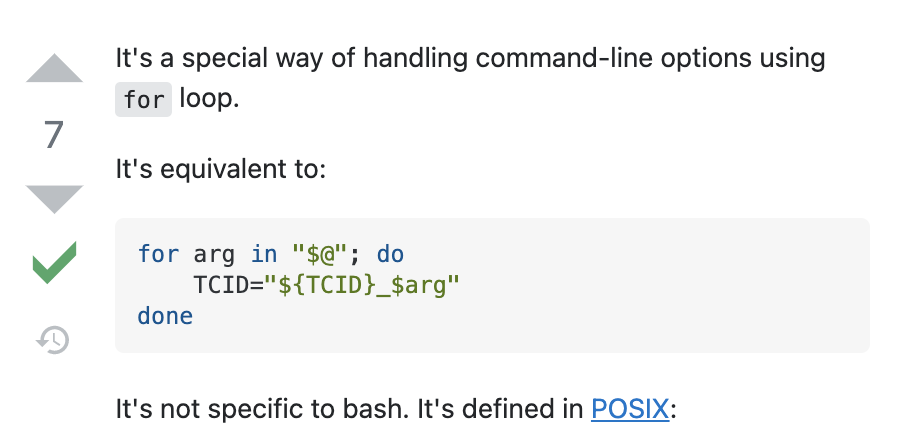 It's a special way of handling command-line options using
for loop.
7
It's equivalent to:
for arg in "$@"; do
    TCID="${TCID}_$arg"
done
It's not specific to bash. It's defined in POSIX: